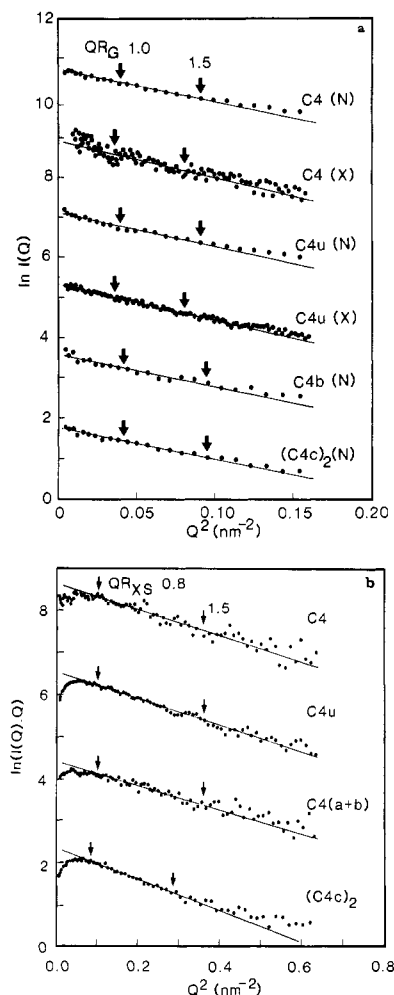 a
QR_G 1.0
1.5
C4 (N)
C4 (X)
C4u (N)
C4u (X)
C4b (N)
(C4c)₂(N)
ln I(Q)
12
10
8
6
4
2
0
0.00
0.05
0.10
0.15
0.20
Q² (nm⁻²)
b
QR_XS 0.8
1.5
C4
C4u
C4(a+b)
(C4c)₂
ln(I(Q).Q)
8
6
4
2
0
0.0
0.2
0.4
0.6
0.8
Q² (nm⁻²)